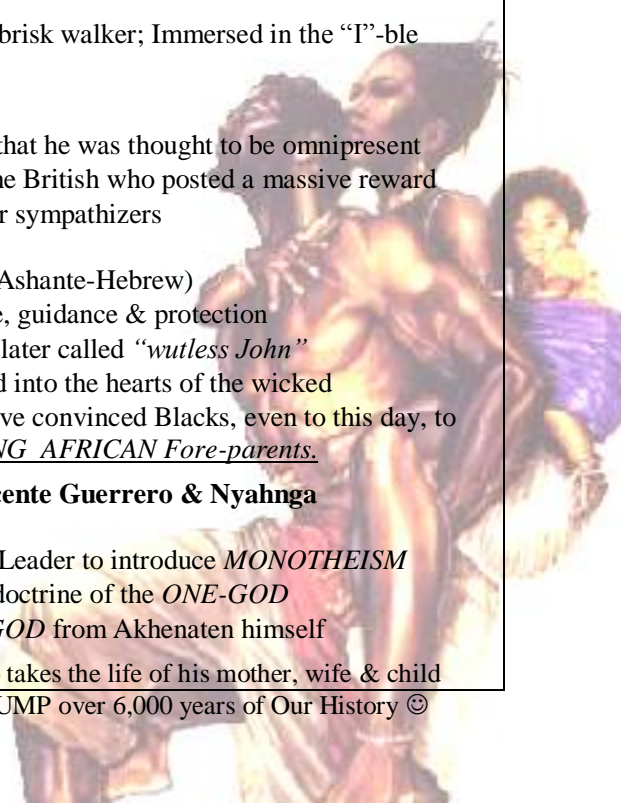 brisk walker; Immersed in the “I”-ble
that he was thought to be omnipresent
he British who posted a massive reward
r sympathizers
Ashante-Hebrew)
e, guidance & protection
later called “wutless John”
d into the hearts of the wicked
ve convinced Blacks, even to this day, to
NG AFRICAN Fore-parents.
cente Guerrero & Nyahnga
Leader to introduce MONOTHEISM
doctrine of the ONE-GOD
GOD from Akhenaten himself
takes the life of his mother, wife & child
UMP over 6,000 years of Our History ☺